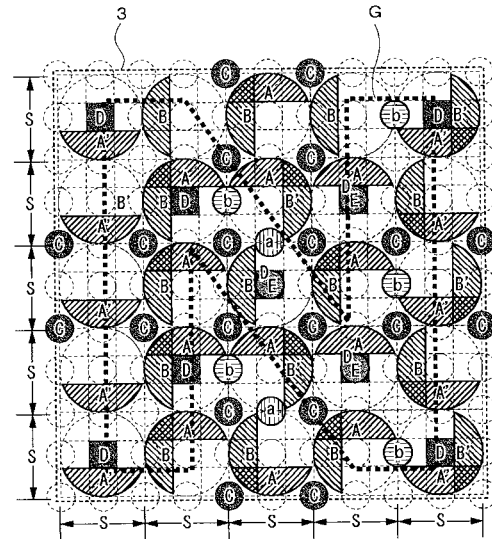 3 G
C C
A
S D B B b D B'
A' A'
C C
A A A
S B' B D b B D E B
A' A'
C C a C C C
A A
S B B D E b B
A' A'
C C C C C C
A A A
S B D b B D E B
A' A'
C a C
A A A
S D B B b D B
A' A'
C C
S S S S S